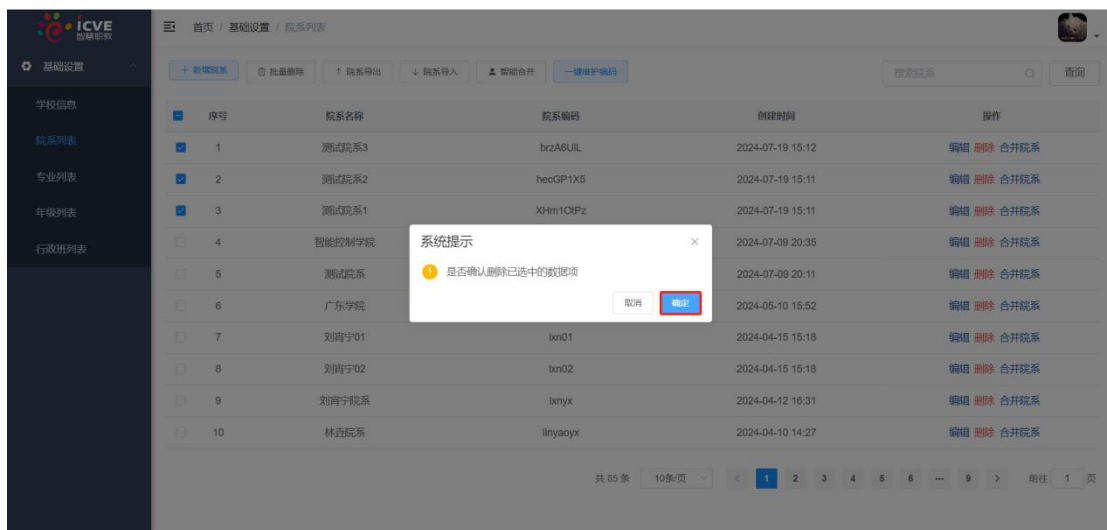 icve
智慧职教
首页 / 基础设置 / 院系列表
基础设置
学校信息
院系列表
专业列表
年级列表
行政班列表
+ 新增院系 批量删除 ↑ 院系导出 ↓ 院系导入 智能合并 一键维护编码 搜索院系 查询
序号 院系名称 院系编码 创建时间 操作
1 测试院系3 brzA6UlL 2024-07-19 15:12 编辑 删除 合并院系
2 测试院系2 hecGP1X5 2024-07-19 15:11 编辑 删除 合并院系
3 测试院系1 XHm1OtPz 2024-07-19 15:11 编辑 删除 合并院系
4 智能控制学院 2024-07-09 20:35 编辑 删除 合并院系
5 测试院系 2024-07-09 20:11 编辑 删除 合并院系
6 广东学院 2024-05-10 15:52 编辑 删除 合并院系
7 刘宵宁01 lxn01 2024-04-15 15:18 编辑 删除 合并院系
8 刘宵宁02 lxn02 2024-04-15 15:18 编辑 删除 合并院系
9 刘宵宁院系 lxnyx 2024-04-12 16:31 编辑 删除 合并院系
10 林垚院系 linyaoyx 2024-04-10 14:27 编辑 删除 合并院系
系统提示
是否确认删除已选中的数据项
取消 确定
共 85 条 10条/页 < 1 2 3 4 5 6 ··· 9 > 前往 1 页